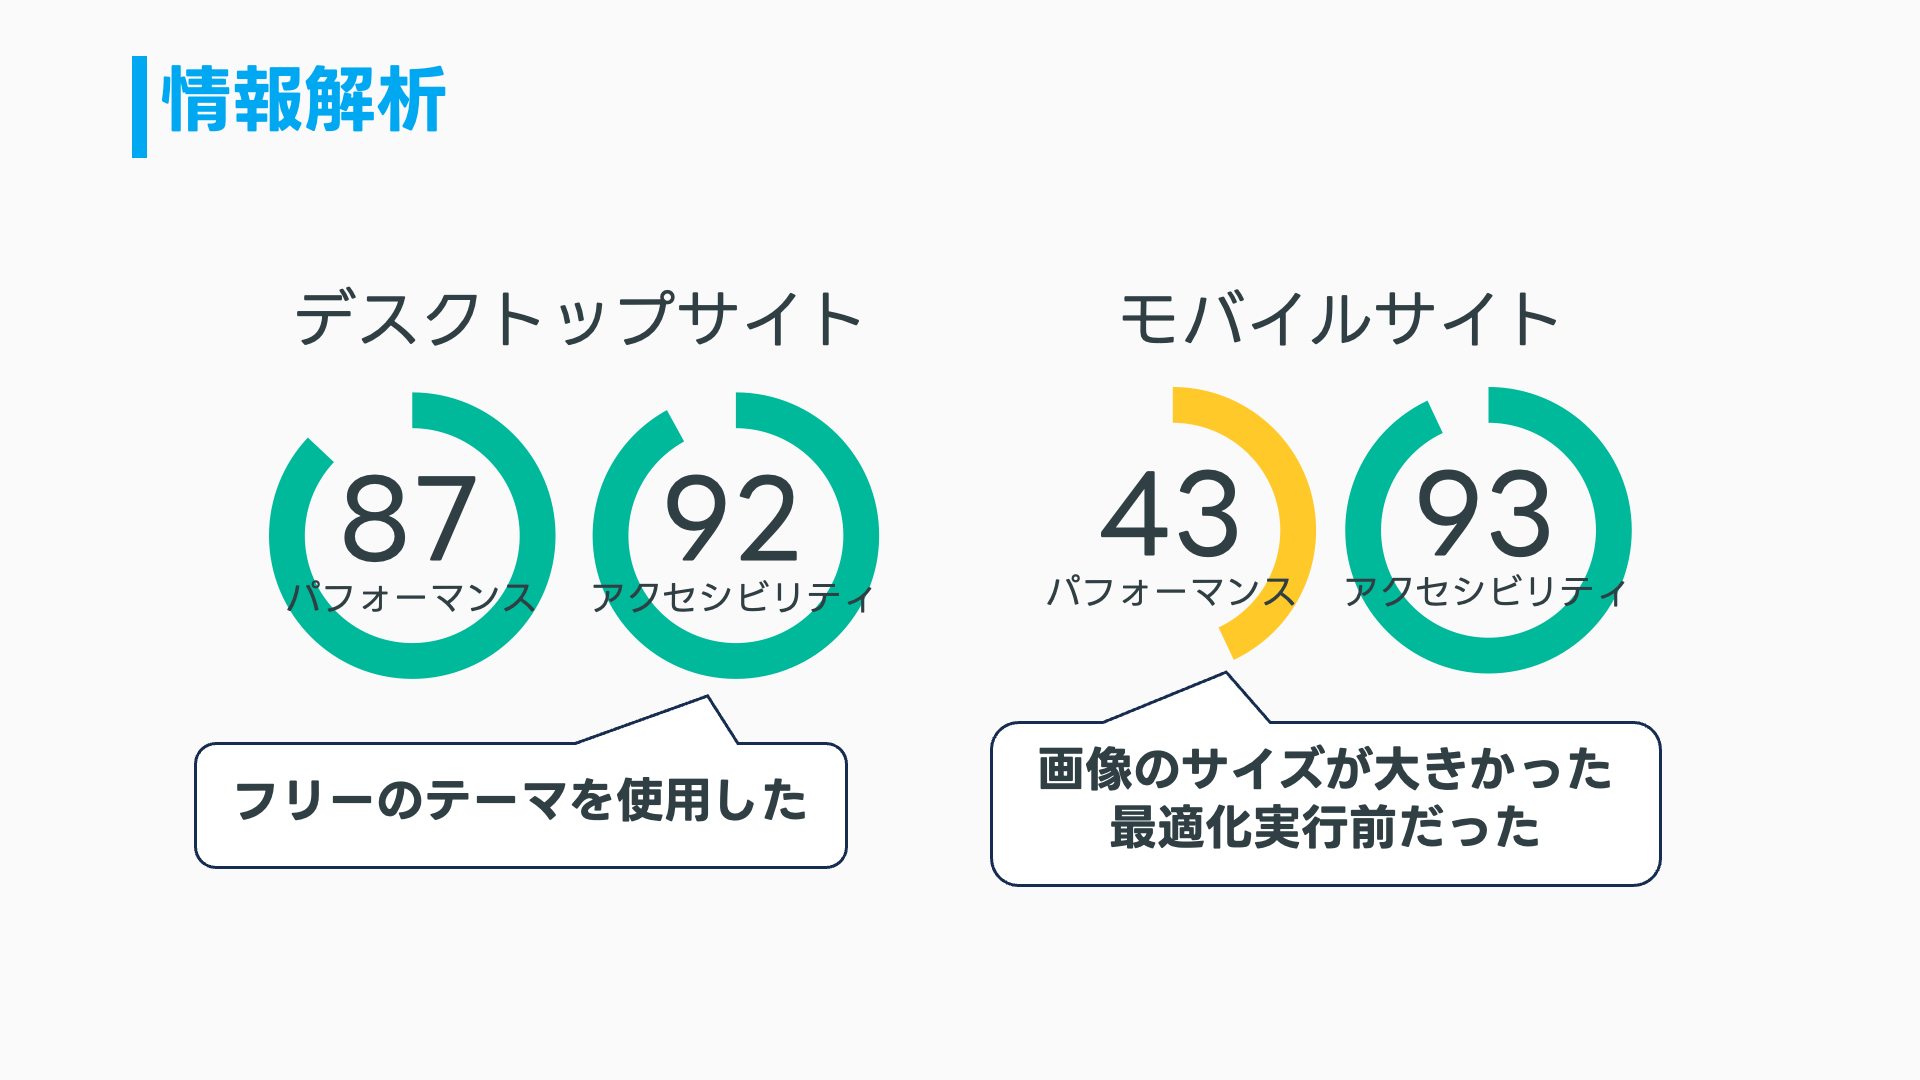 情報解析
デスクトップサイト
87
パフォーマンス
92
アクセシビリティ
フリーのテーマを使用した
モバイルサイト
43
パフォーマンス
93
アクセシビリティ
画像のサイズが大きかった
最適化実行前だった